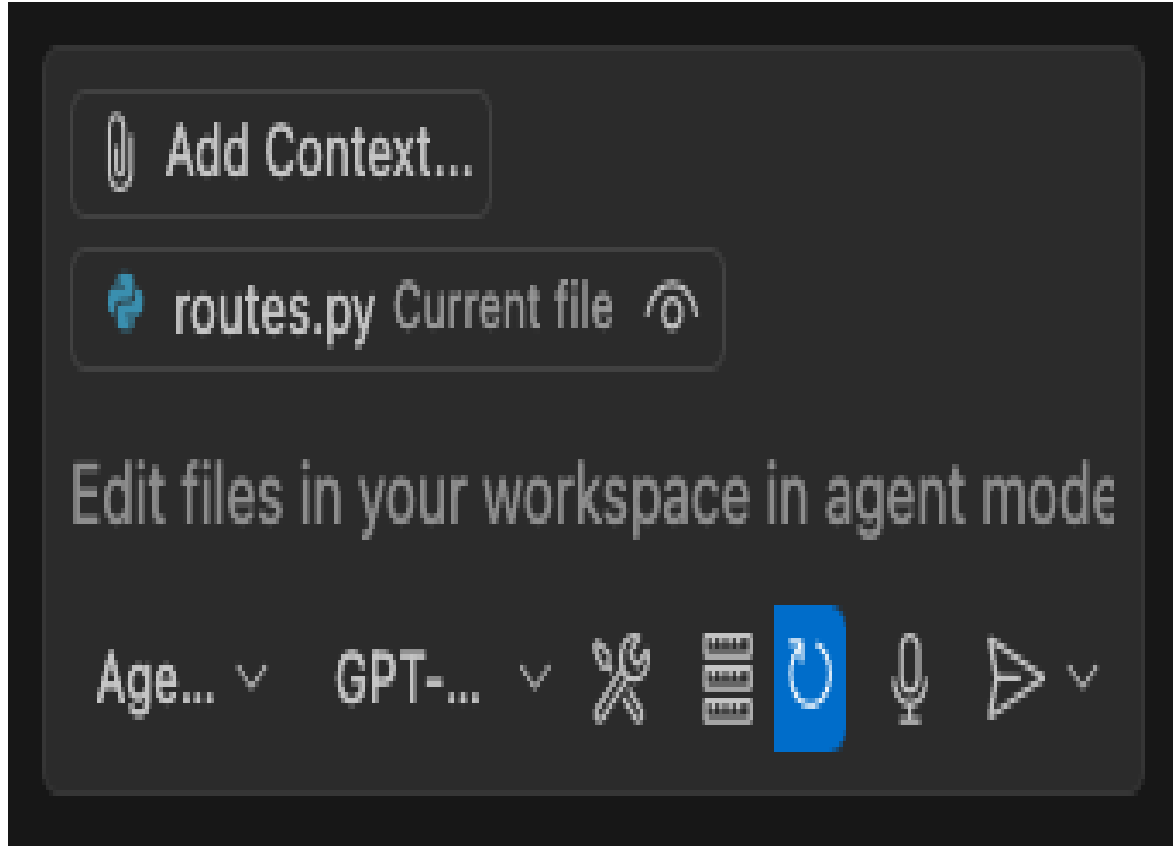 Add Context...
routes.py Current file
Edit files in your workspace in agent mode
Age... GPT-...